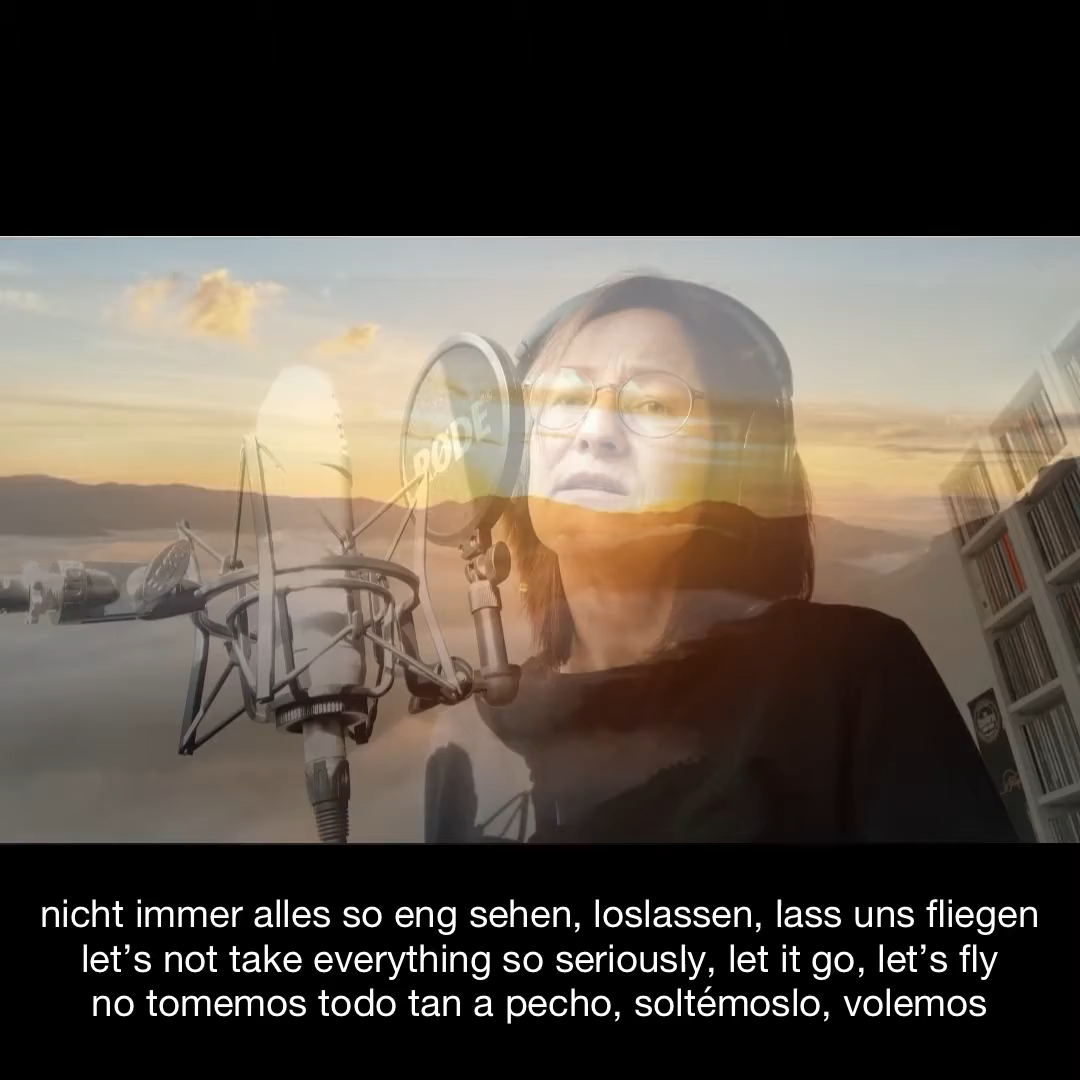 RØDE
nicht immer alles so eng sehen, loslassen, lass uns fliegen
let’s not take everything so seriously, let it go, let’s fly
no tomemos todo tan a pecho, soltémoslo, volemos